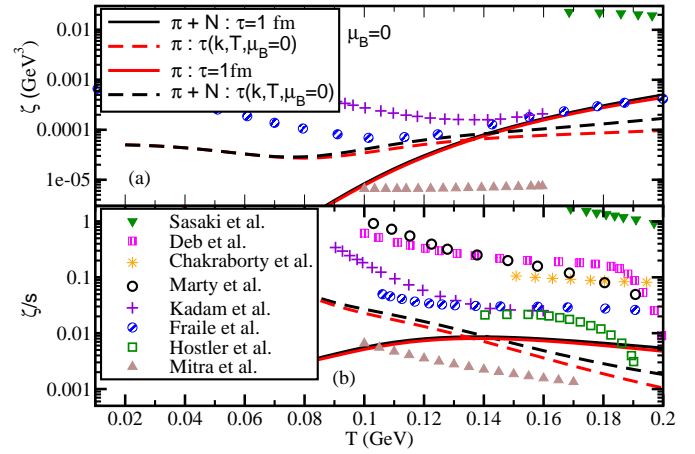 0.01
0.001
0.0001
1e-05
ζ (GeV³)
π + N : τ=1 fm
π : τ(k,T,μ_B=0)
π : τ=1fm
π + N : τ(k,T,μ_B=0)
μ_B=0
(a)
1
0.1
0.01
0.001
ζ/s
Sasaki et al.
Deb et al.
Chakraborty et al.
Marty et al.
Kadam et al.
Fraile et al.
Hostler et al.
Mitra et al.
(b)
0.02 0.04 0.06 0.08 0.1 0.12 0.14 0.16 0.18 0.2
T (GeV)